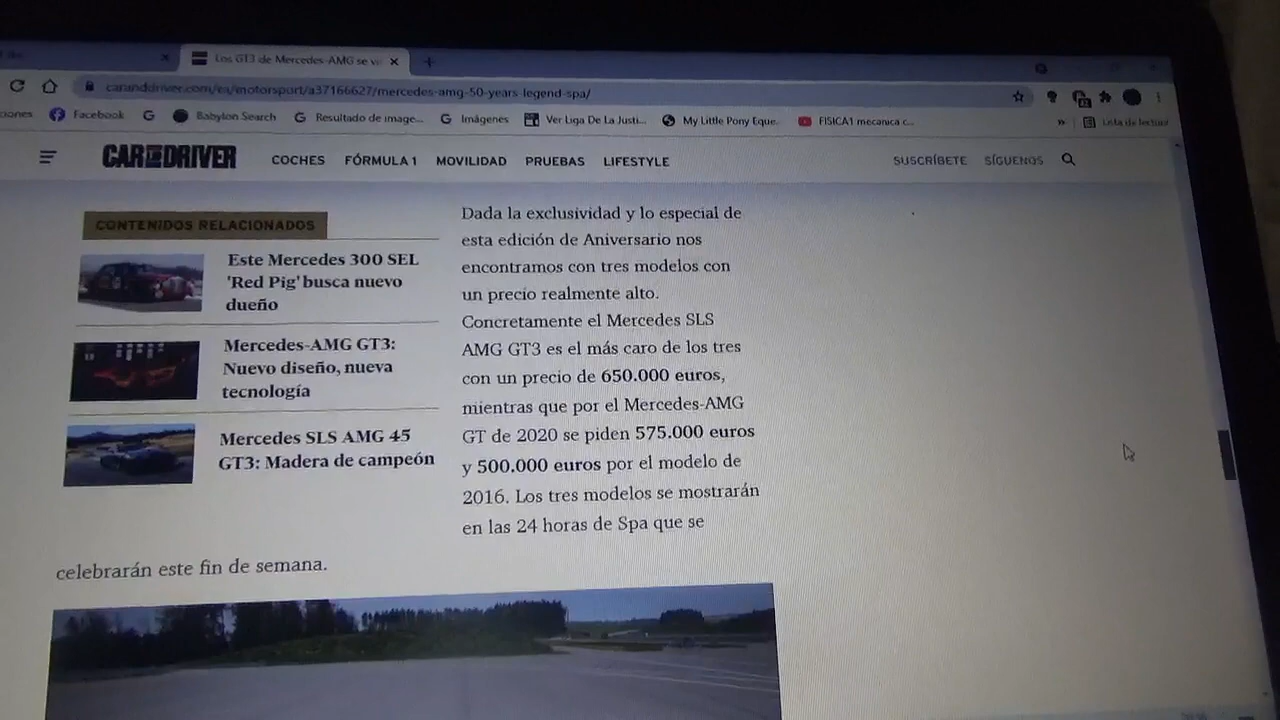 Los GT3 de Mercedes-AMG se v
caranddriver.com/es/motorsport/a37166627/mercedes-amg-50-years-legend-spa/
ciones
Facebook
Babylon Search
Resultado de image...
Imágenes
Ver Liga De La Justi...
My Little Pony Eque...
FISICA1 mecanica c...
»
Lista de lectura
CAR AND DRIVER
COCHES
FÓRMULA 1
MOVILIDAD
PRUEBAS
LIFESTYLE
SUSCRÍBETE
SÍGUENOS
CONTENIDOS RELACIONADOS
Este Mercedes 300 SEL
'Red Pig' busca nuevo
dueño
Mercedes-AMG GT3:
Nuevo diseño, nueva
tecnología
Mercedes SLS AMG 45
GT3: Madera de campeón
Dada la exclusividad y lo especial de
esta edición de Aniversario nos
encontramos con tres modelos con
un precio realmente alto.
Concretamente el Mercedes SLS
AMG GT3 es el más caro de los tres
con un precio de 650.000 euros,
mientras que por el Mercedes-AMG
GT de 2020 se piden 575.000 euros
y 500.000 euros por el modelo de
2016. Los tres modelos se mostrarán
en las 24 horas de Spa que se
celebrarán este fin de semana.